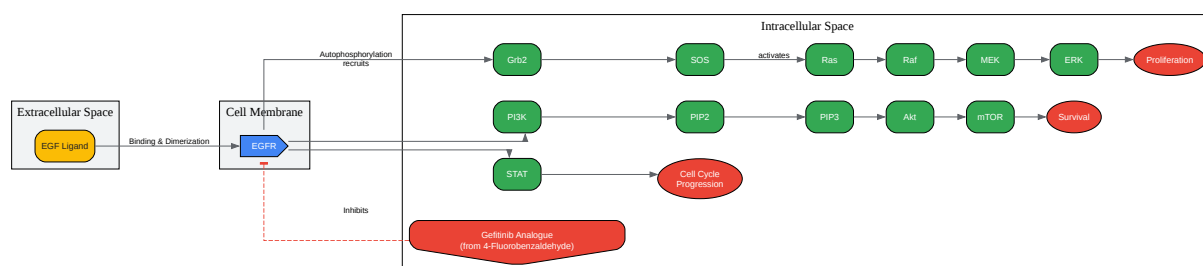 Intracellular Space
Autophosphorylation
recruits
Grb2
SOS
activates
Ras
Raf
MEK
ERK
Proliferation
Extracellular Space
Cell Membrane
PI3K
PIP2
PIP3
Akt
mTOR
Survival
EGF Ligand
Binding & Dimerization
EGFR
STAT
Cell Cycle
Progression
Inhibits
Gefitinib Analogue
(from 4-Fluorobenzaldehyde)